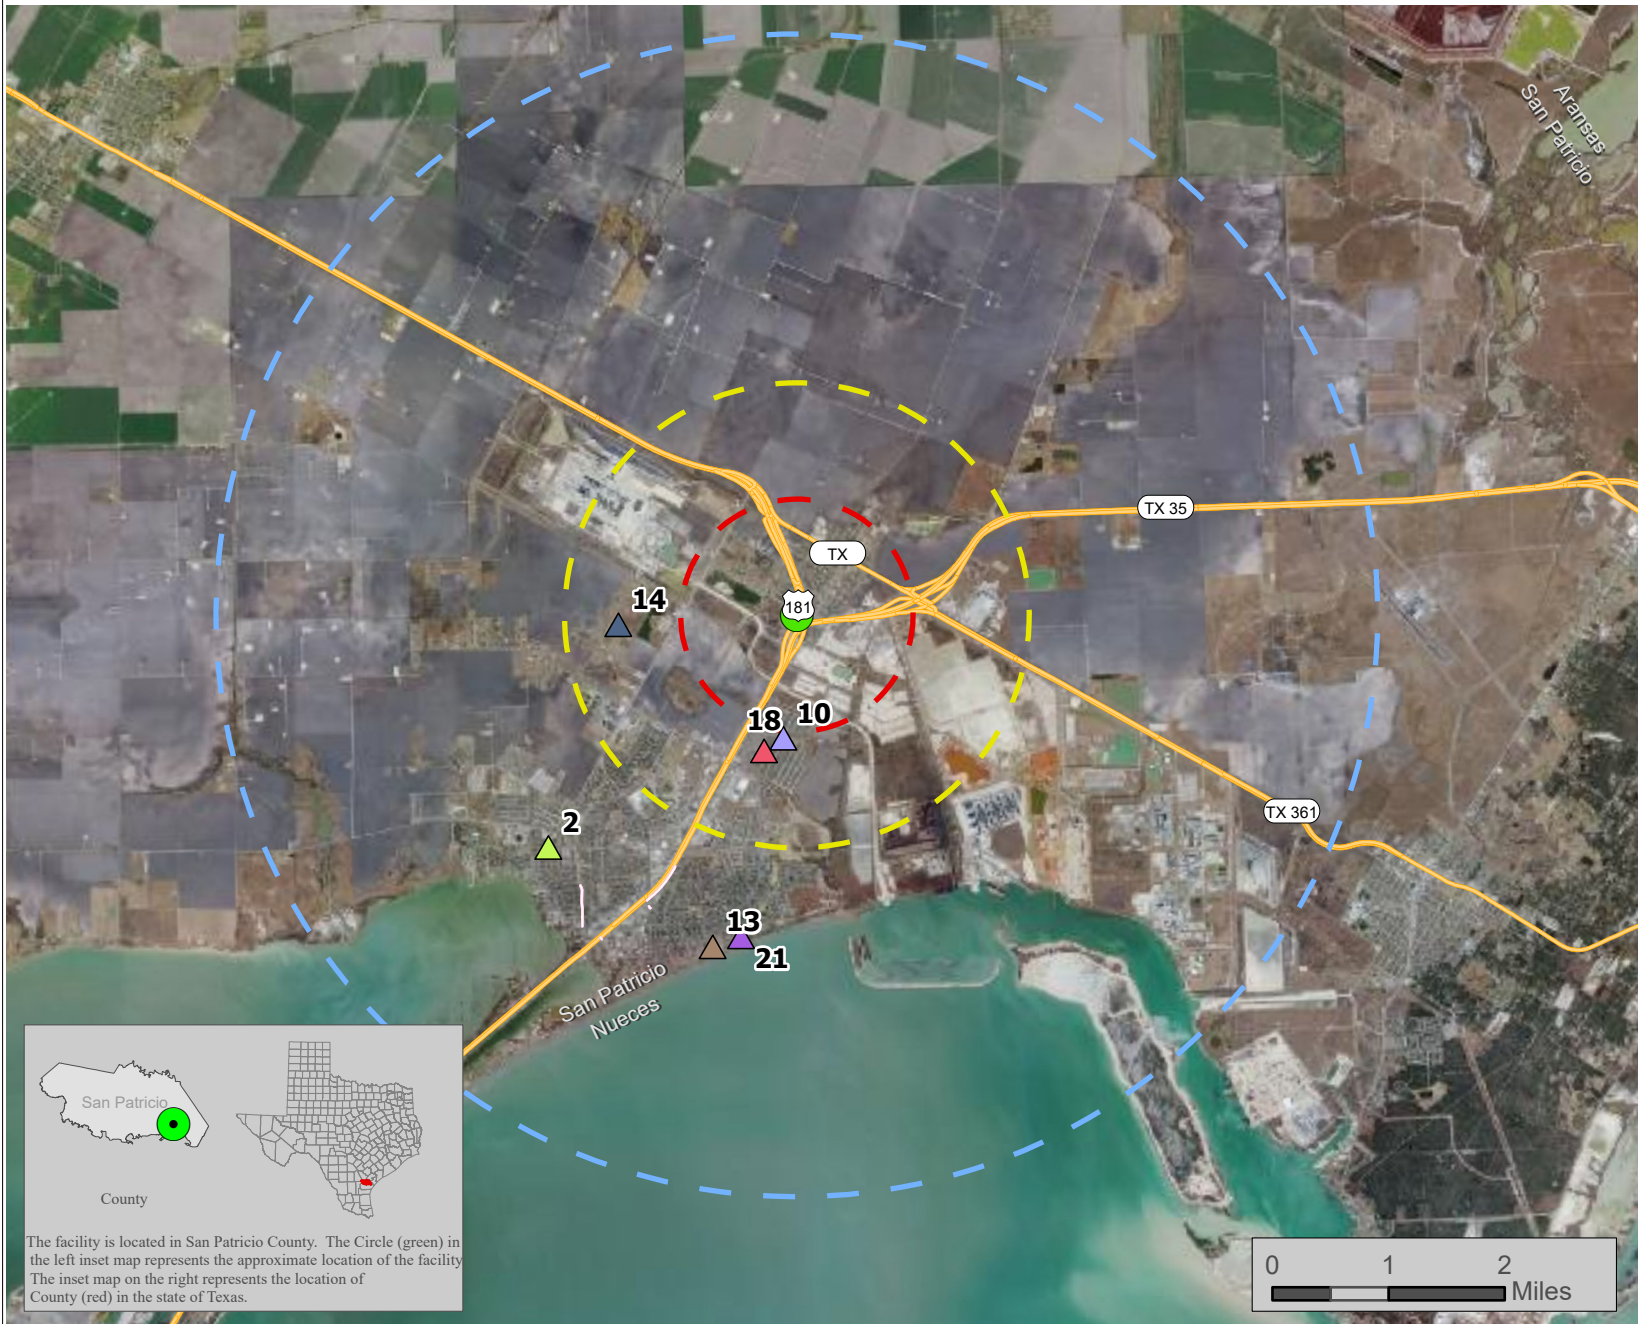 Aransas
San Patricio
TX 35
TX
181
14
18
10
TX 361
2
13
21
San Patricio
Nueces
San Patricio
County
The facility is located in San Patricio County. The Circle (green) in
the left inset map represents the approximate location of the facility
The inset map on the right represents the location of
County (red) in the state of Texas.
0 1 2
Miles